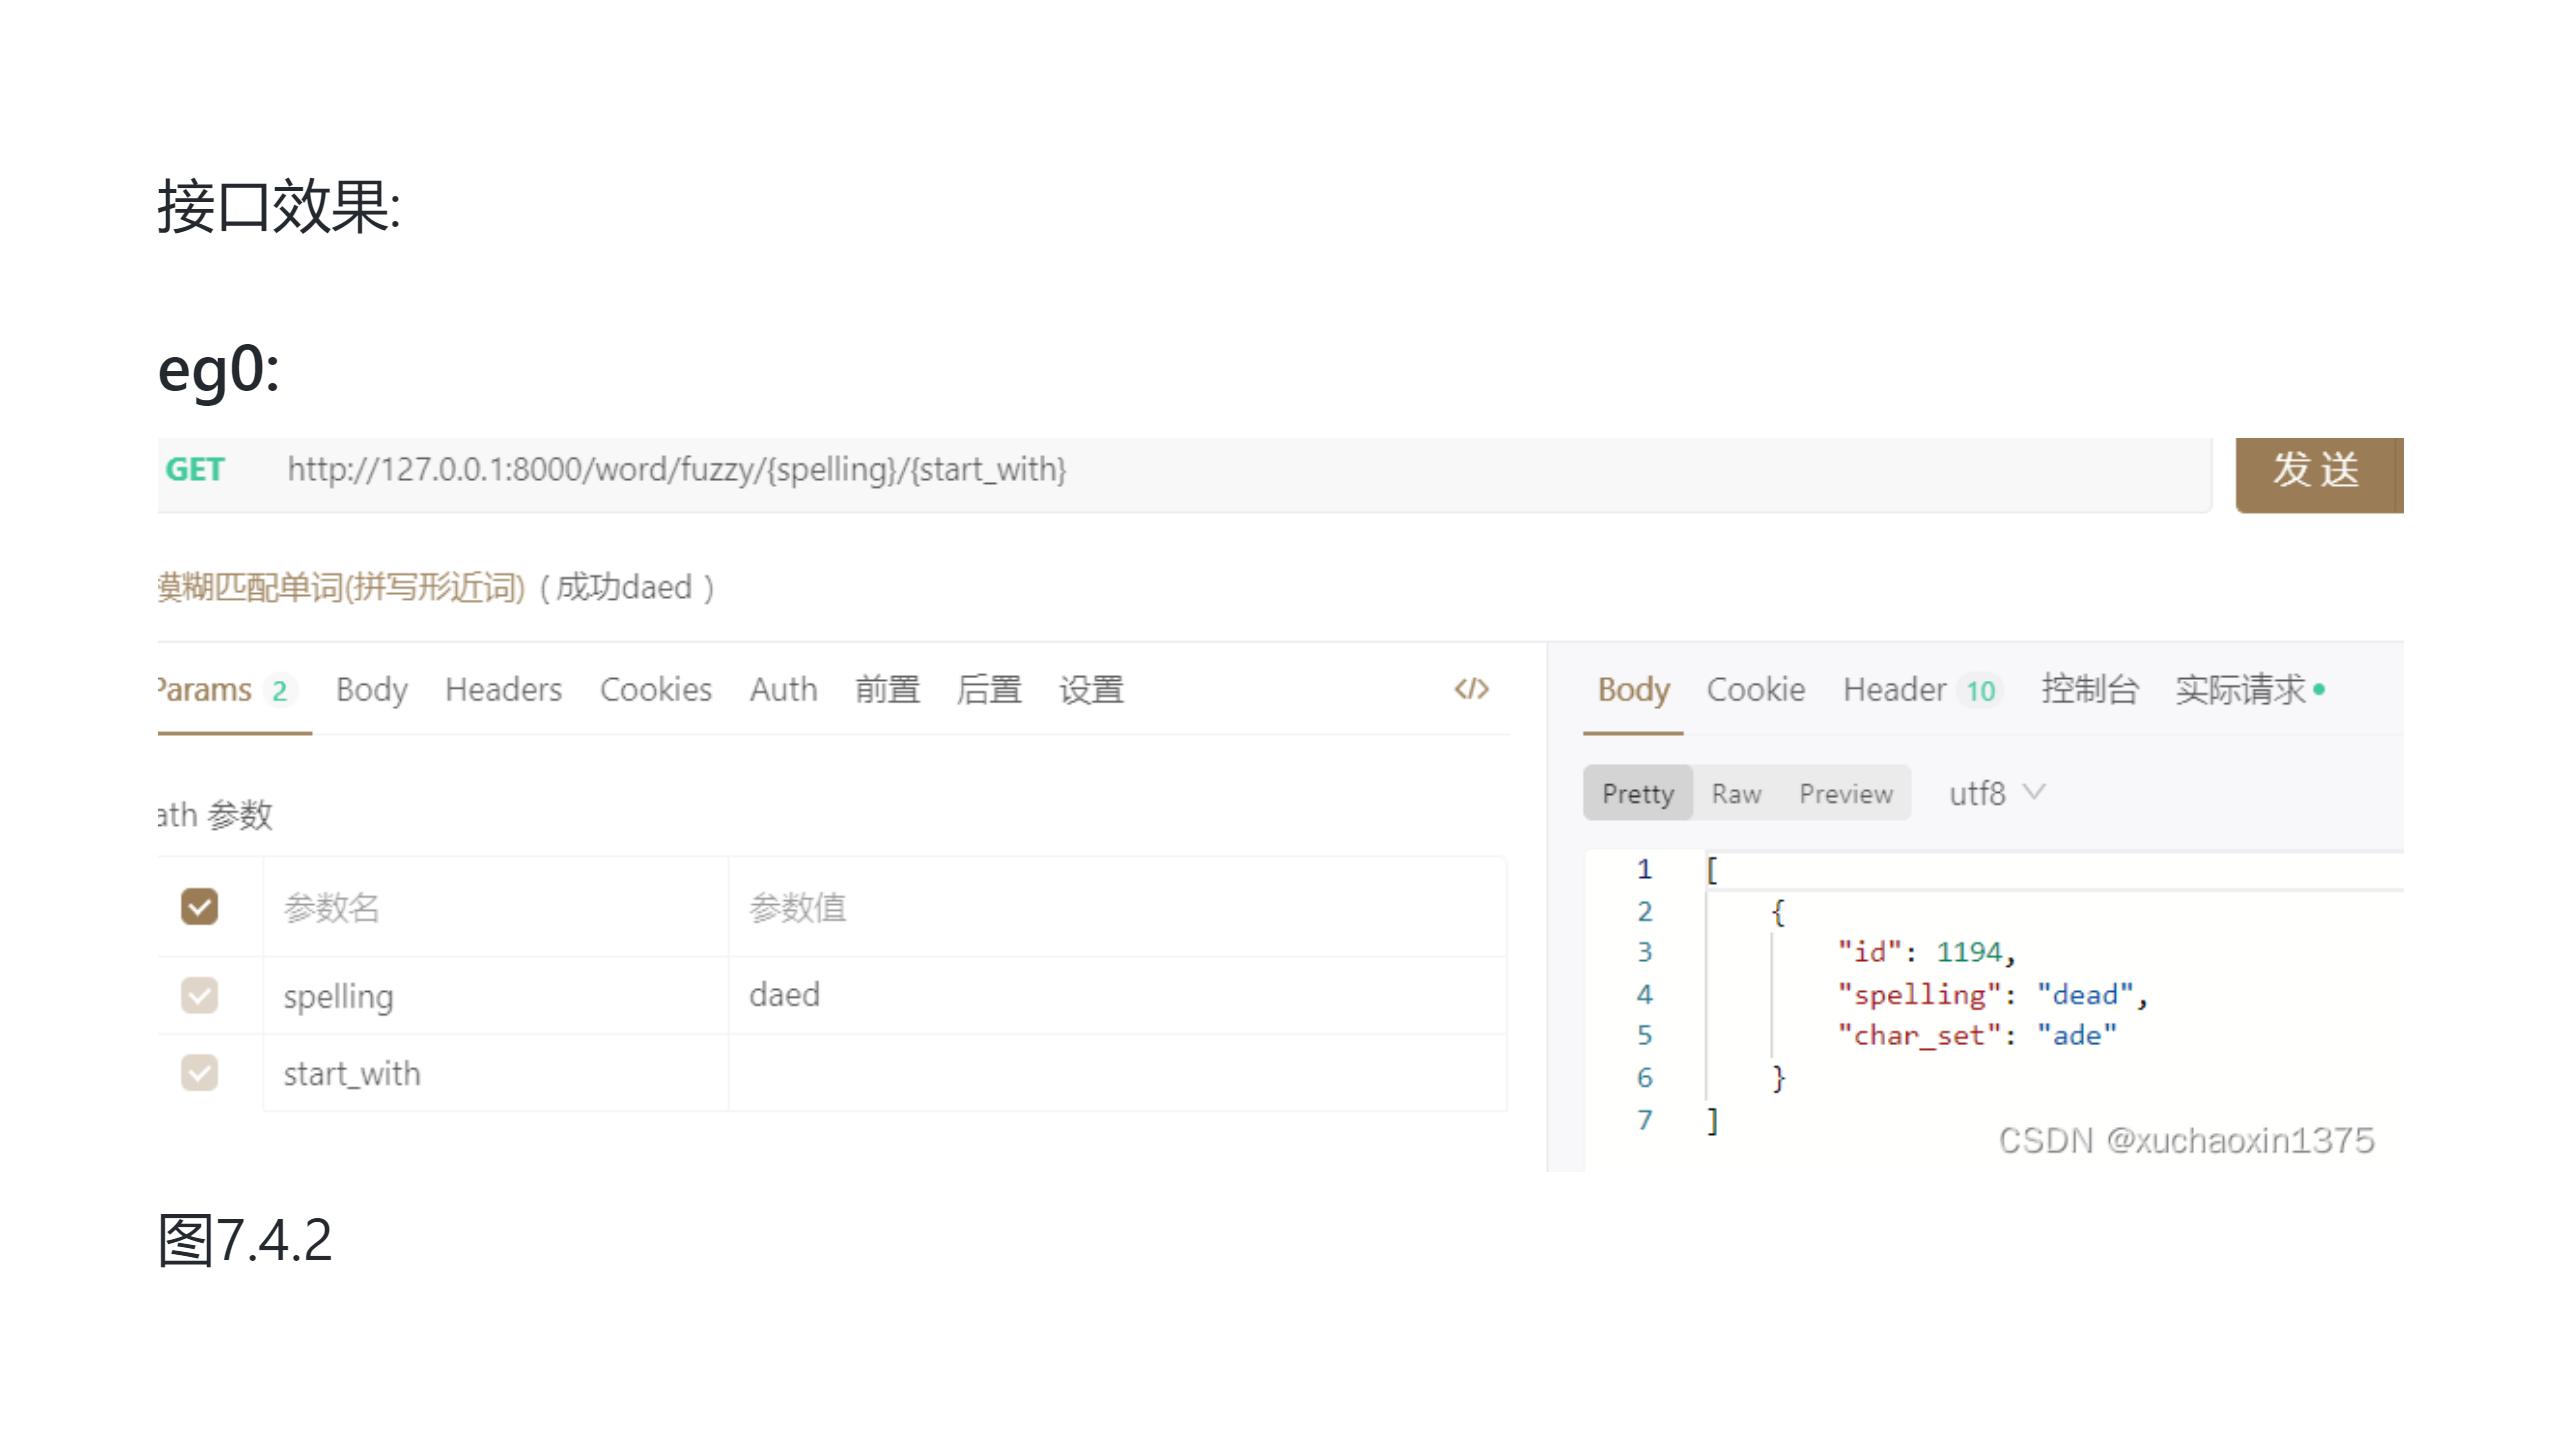 接口效果:
eg0:
GET http://127.0.0.1:8000/word/fuzzy/{spelling}/{start_with} 发 送
模糊匹配单词(拼写形近词) ( 成功daed )
Params 2 Body Headers Cookies Auth 前置 后置 设置 </>
Body Cookie Header 10 控制台 实际请求
Pretty Raw Preview utf8
ath 参数
参数名 参数值
spelling daed
start_with
1 [
2 {
3 "id": 1194,
4 "spelling": "dead",
5 "char_set": "ade"
6 }
7 ]
CSDN @xuchaoxin1375
图7.4.2